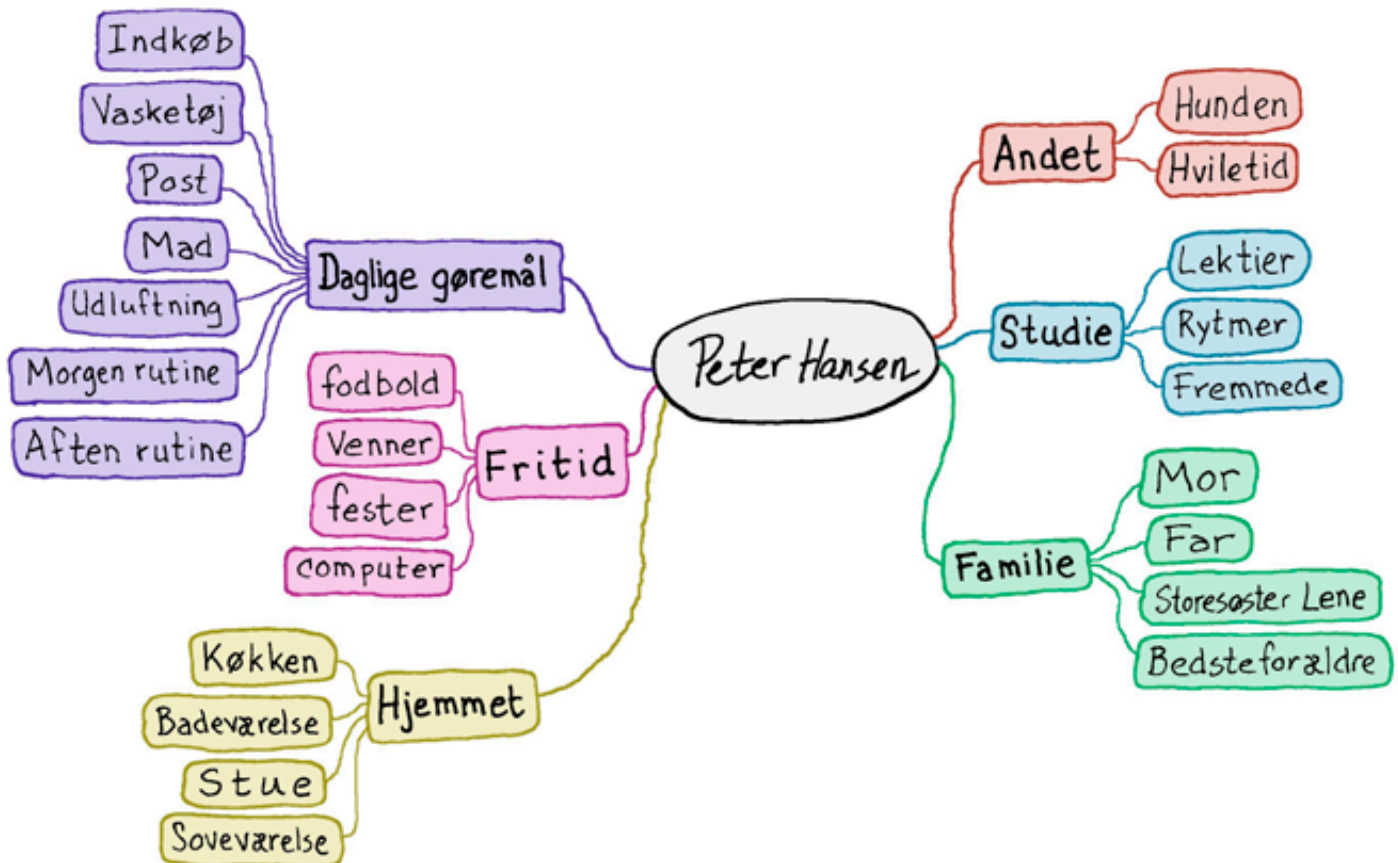 Peter Hansen
Daglige gøremål
Indkøb
Vasketøj
Post
Mad
Udluftning
Morgen rutine
Aften rutine
Fritid
fodbold
Venner
fester
computer
Hjemmet
Køkken
Badeværelse
Stue
Soveværelse
Andet
Hunden
Hviletid
Studie
Lektier
Rytmer
Fremmede
Familie
Mor
Far
Storesøster Lene
Bedsteforældre